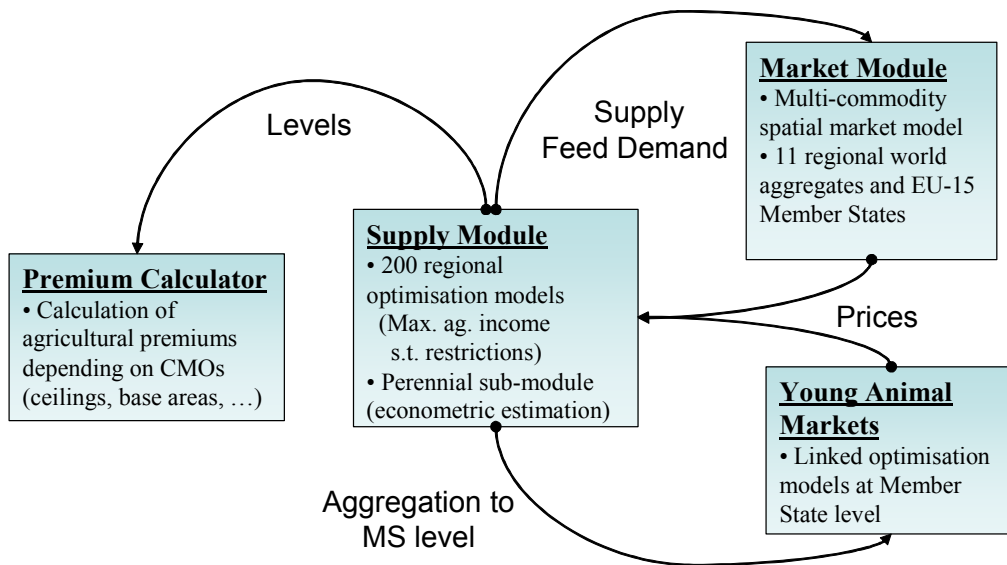 Levels
Supply
Feed Demand
Market Module
• Multi-commodity
spatial market model
• 11 regional world
aggregates and EU-15
Member States
Premium Calculator
• Calculation of
agricultural premiums
depending on CMOs
(ceilings, base areas, …)
Supply Module
• 200 regional
optimisation models
(Max. ag. income
s.t. restrictions)
• Perennial sub-module
(econometric estimation)
Prices
Young Animal
Markets
• Linked optimisation
models at Member
State level
Aggregation to
MS level